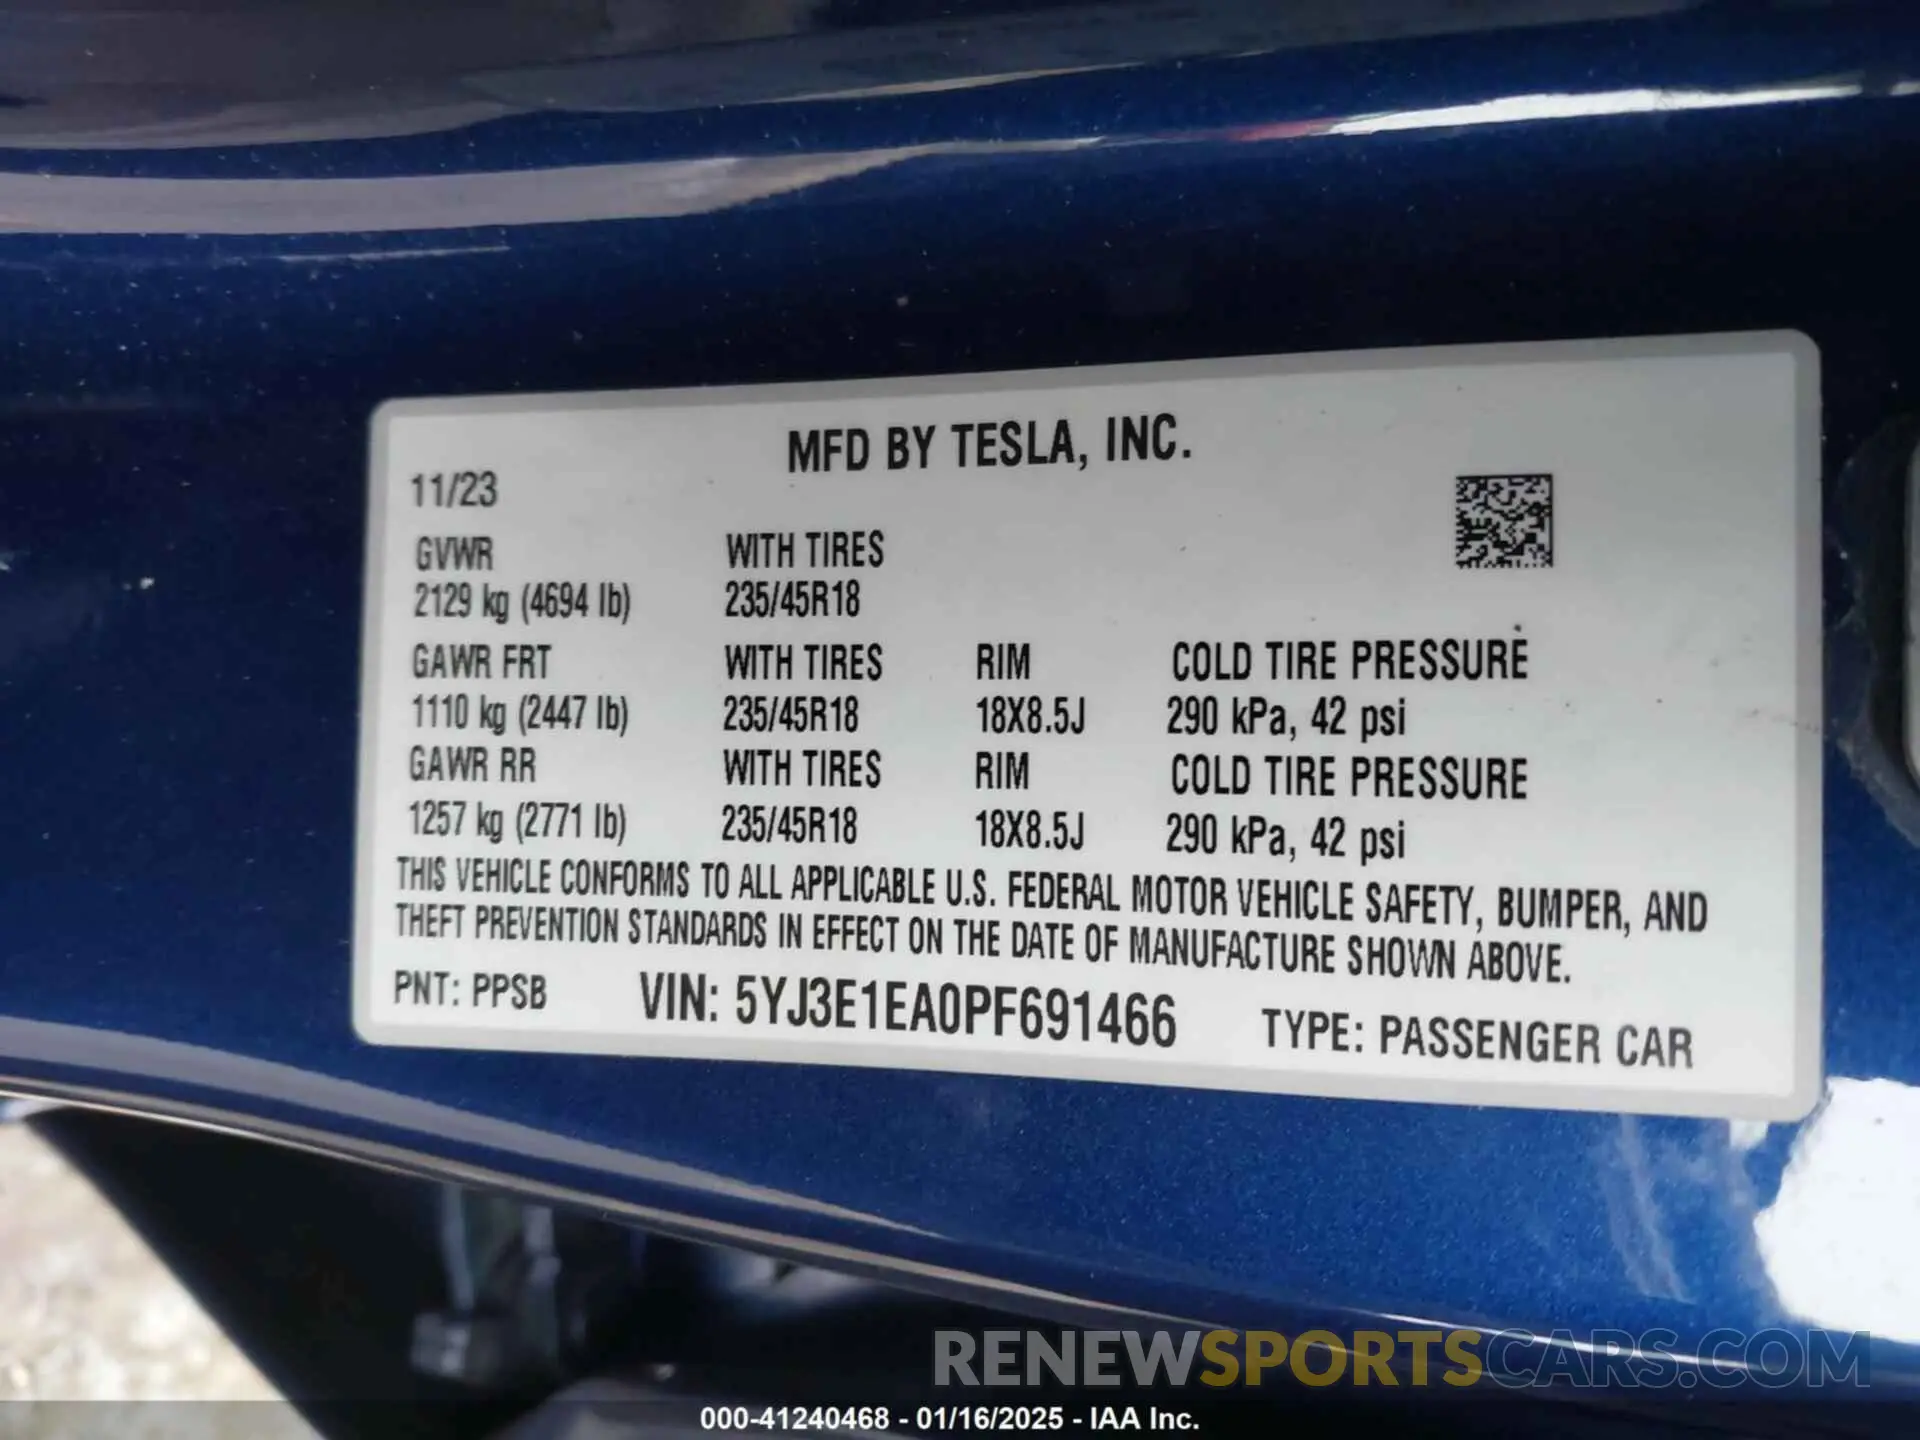 MFD BY TESLA, INC.
11/23
GVWR WITH TIRES
2129 kg (4694 lb) 235/45R18
GAWR FRT WITH TIRES RIM COLD TIRE PRESSURE
1110 kg (2447 lb) 235/45R18 18X8.5J 290 kPa, 42 psi
GAWR RR WITH TIRES RIM COLD TIRE PRESSURE
1257 kg (2771 lb) 235/45R18 18X8.5J 290 kPa, 42 psi
THIS VEHICLE CONFORMS TO ALL APPLICABLE U.S. FEDERAL MOTOR VEHICLE SAFETY, BUMPER, AND
THEFT PREVENTION STANDARDS IN EFFECT ON THE DATE OF MANUFACTURE SHOWN ABOVE.
PNT: PPSB VIN: 5YJ3E1EA0PF691466 TYPE: PASSENGER CAR
RENEWSPORTSCARS.COM
000-41240468 - 01/16/2025 - IAA Inc.